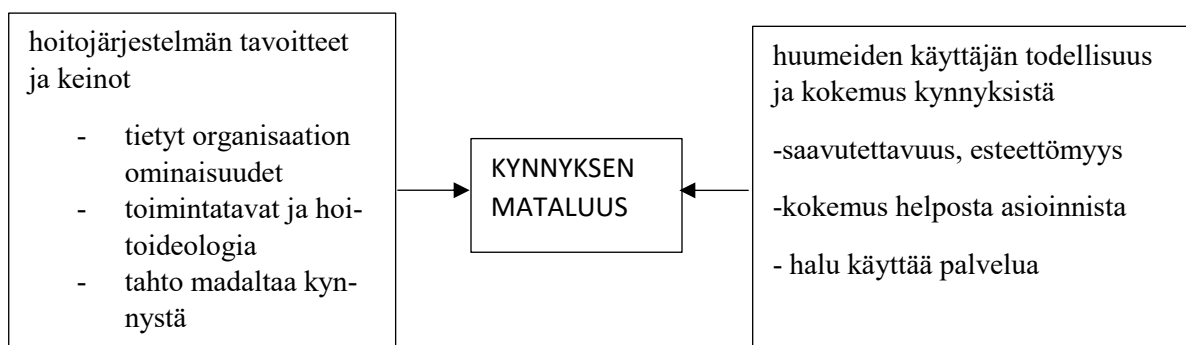 hoitojärjestelmän tavoitteet
ja keinot
- tietyt organisaation
ominaisuudet
- toimintatavat ja hoi-
toideologia
- tahto madaltaa kyn-
nystä
KYNNYKSEN
MATALUUS
huumeiden käyttäjän todellisuus
ja kokemus kynnyksistä
-saavutettavuus, esteettömyys
-kokemus helposta asioinnista
- halu käyttää palvelua